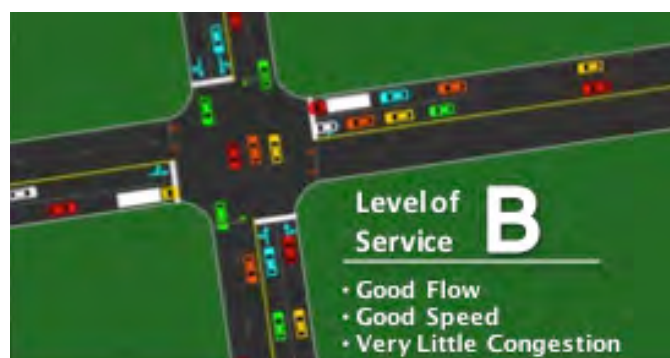 Level of
Service B
• Good Flow
• Good Speed
• Very Little Congestion